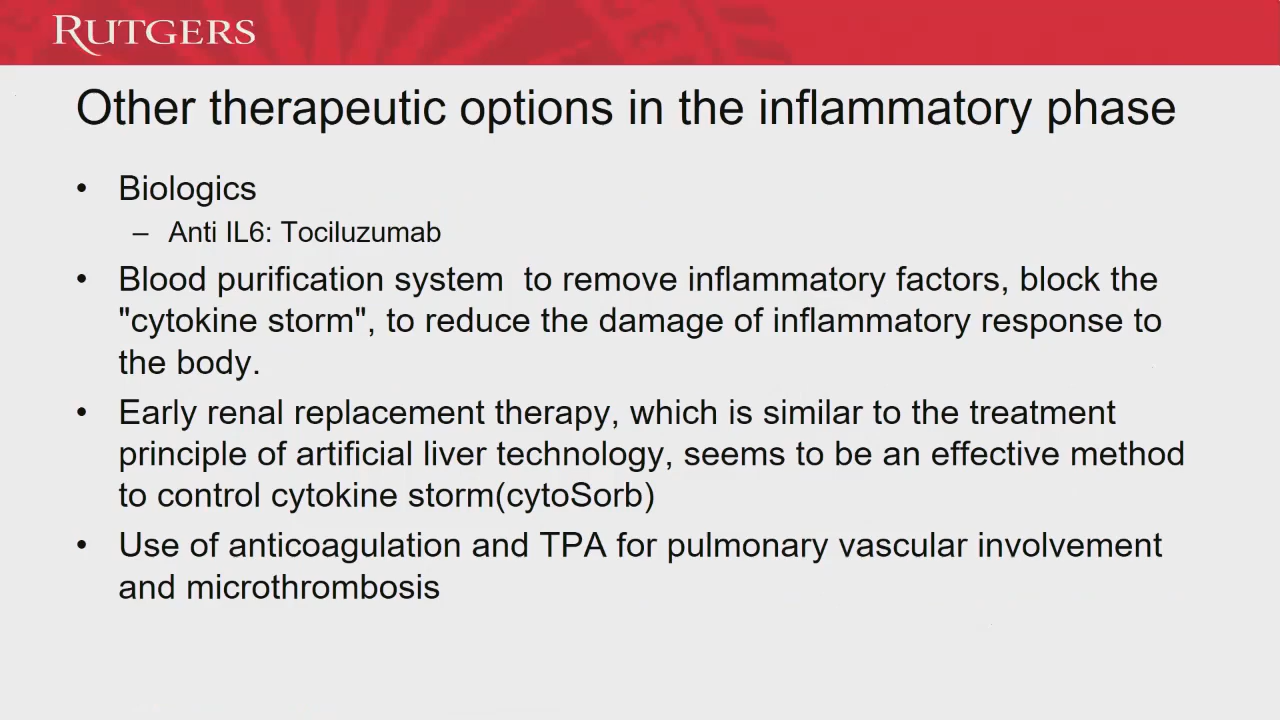 RUTGERS
Other therapeutic options in the inflammatory phase
• Biologics
– Anti IL6: Tociluzumab
• Blood purification system  to remove inflammatory factors, block the
"cytokine storm", to reduce the damage of inflammatory response to
the body.
• Early renal replacement therapy, which is similar to the treatment
principle of artificial liver technology, seems to be an effective method
to control cytokine storm(cytoSorb)
• Use of anticoagulation and TPA for pulmonary vascular involvement
and microthrombosis